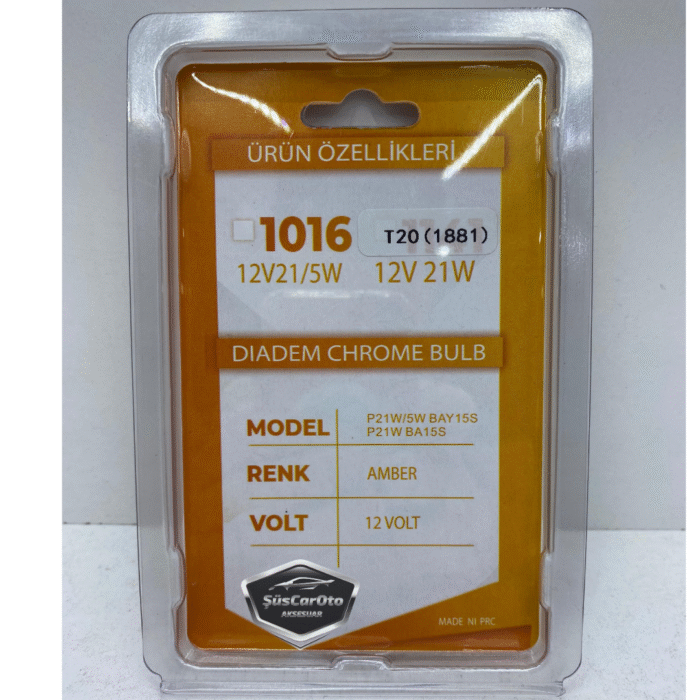 ÜRÜN ÖZELLİKLERİ
1016 T20(1881)
12V21/5W 12V 21W
DIADEM CHROME BULB
MODEL P21W/5W BAY15S
P21W BA15S
RENK AMBER
VOLT 12 VOLT
ŞüsCarOto
AKSESUAR
MADE NI PRC